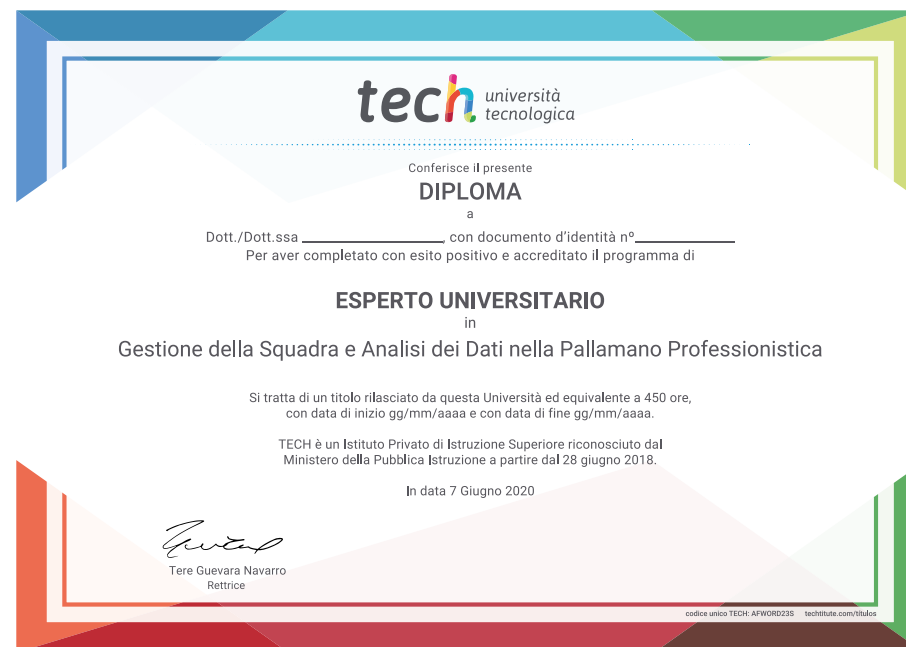 tech università
tecnologica
Conferisce il presente
DIPLOMA
a
Dott./Dott.ssa ____________________, con documento d'identità nº______________
Per aver completato con esito positivo e accreditato il programma di
ESPERTO UNIVERSITARIO
in
Gestione della Squadra e Analisi dei Dati nella Pallamano Professionistica
Si tratta di un titolo rilasciato da questa Università ed equivalente a 450 ore,
con data di inizio gg/mm/aaaa e con data di fine gg/mm/aaaa.
TECH è un Istituto Privato di Istruzione Superiore riconosciuto dal
Ministero della Pubblica Istruzione a partire dal 28 giugno 2018.
In data 7 Giugno 2020
Tere Guevara Navarro
Rettrice
codice unico TECH: AFWORD23S techtitute.com/titulos